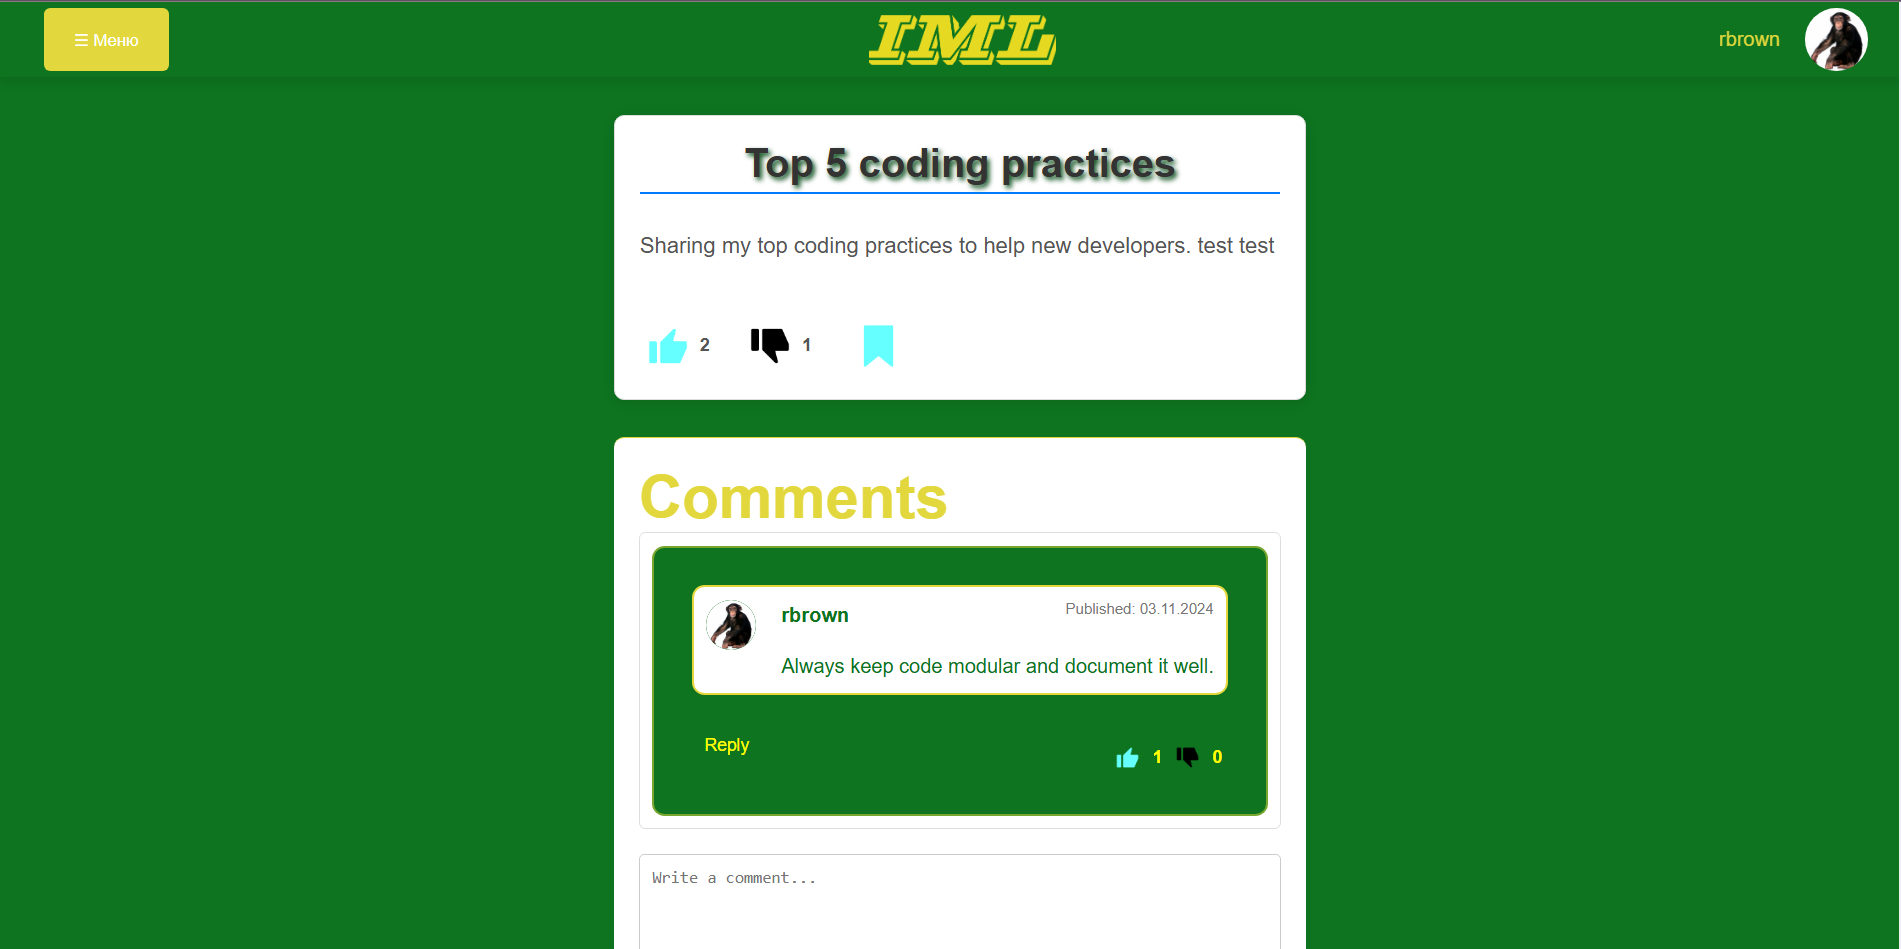 ☰ Меню
IML
rbrown
Top 5 coding practices
Sharing my top coding practices to help new developers. test test
2
1
Comments
rbrown
Published: 03.11.2024
Always keep code modular and document it well.
Reply
1
0
Write a comment...